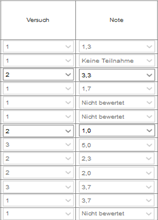 Versuch Note
1 1,3
1 Keine Teilnahme
2 3,3
1 1,7
1 Nicht bewertet
1 Nicht bewertet
2 1,0
3 5,0
2 2,3
2 2,0
3 3,7
1 3,7
1 Nicht bewertet